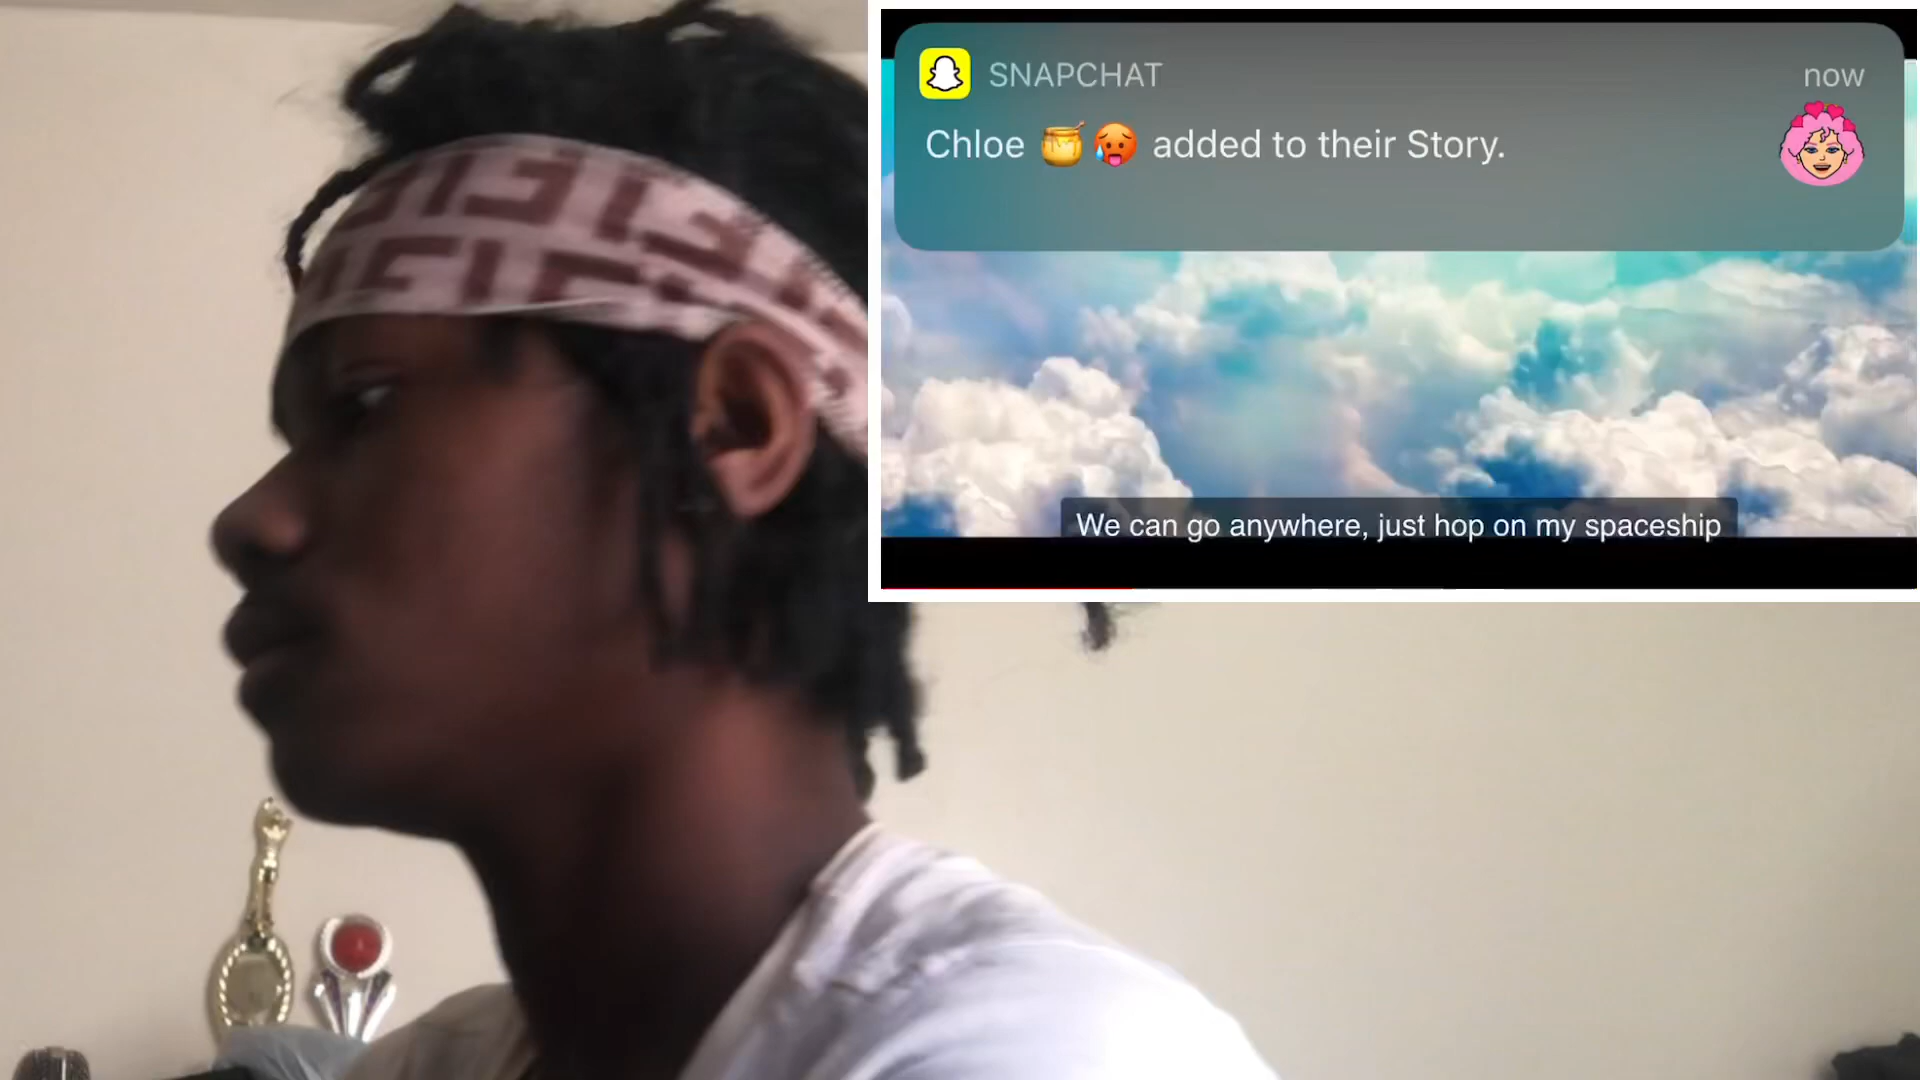 SNAPCHAT
now
Chloe 🍯🥵 added to their Story.
We can go anywhere, just hop on my spaceship